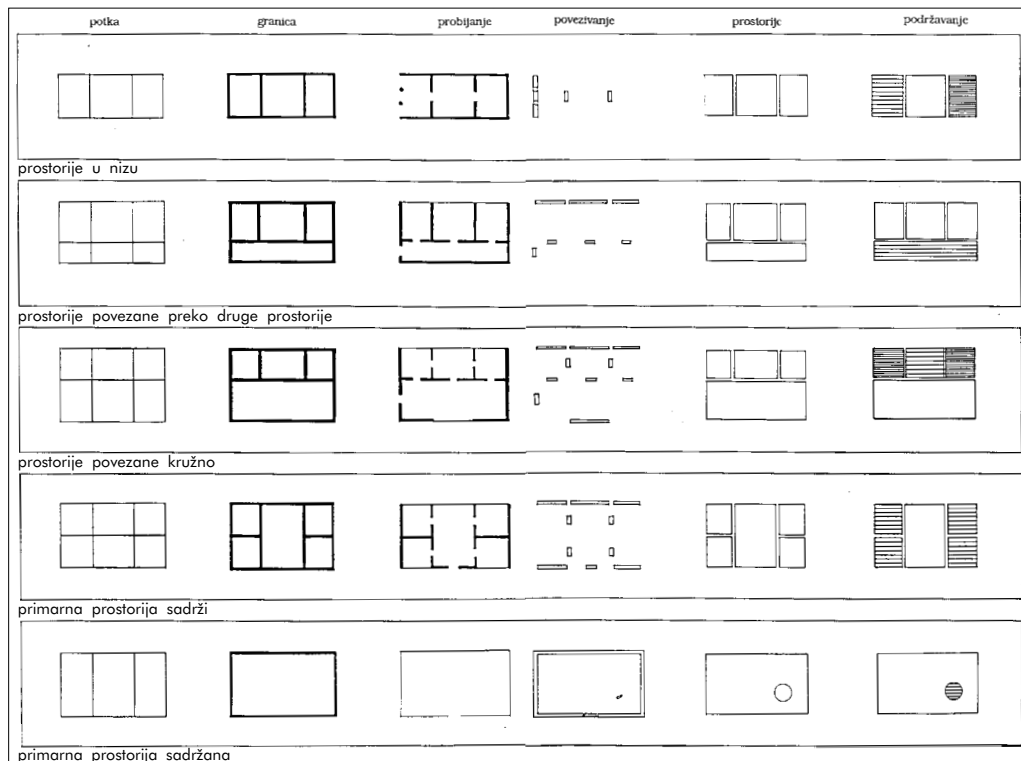 potka granica probijanje povezivanje prostorije podržavanje
prostorije u nizu
prostorije povezane preko druge prostorije
prostorije povezane kružno
primarna prostorija sadrži
primarna prostorija sadržana